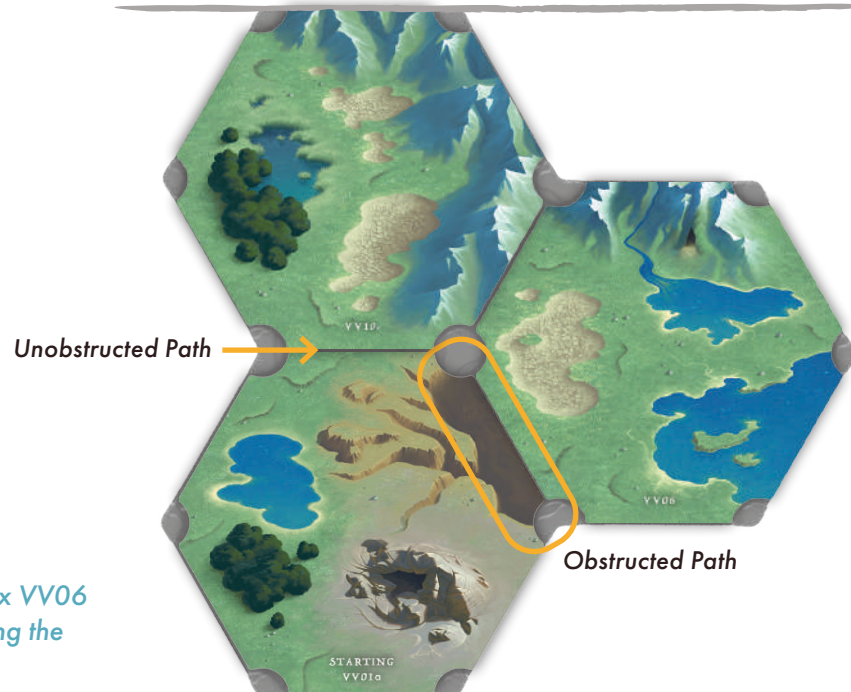 VV10
Unobstructed Path
VV06
Obstructed Path
x VV06
ng the
STARTING
VV01a